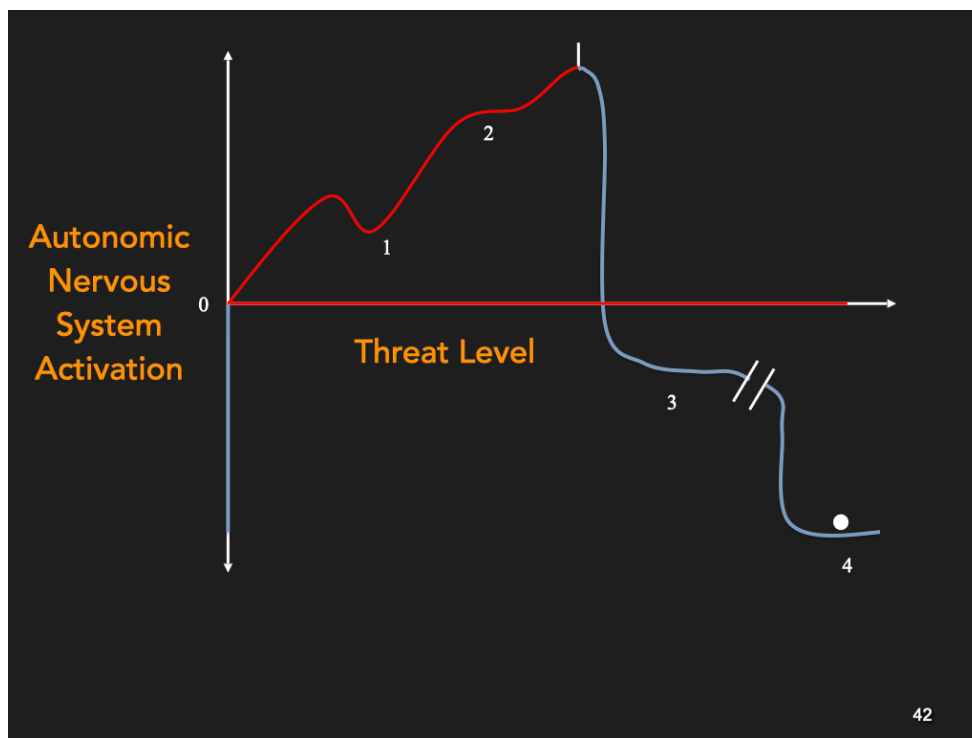 2
1
Autonomic
Nervous
System
Activation
0
Threat Level
3
4
42